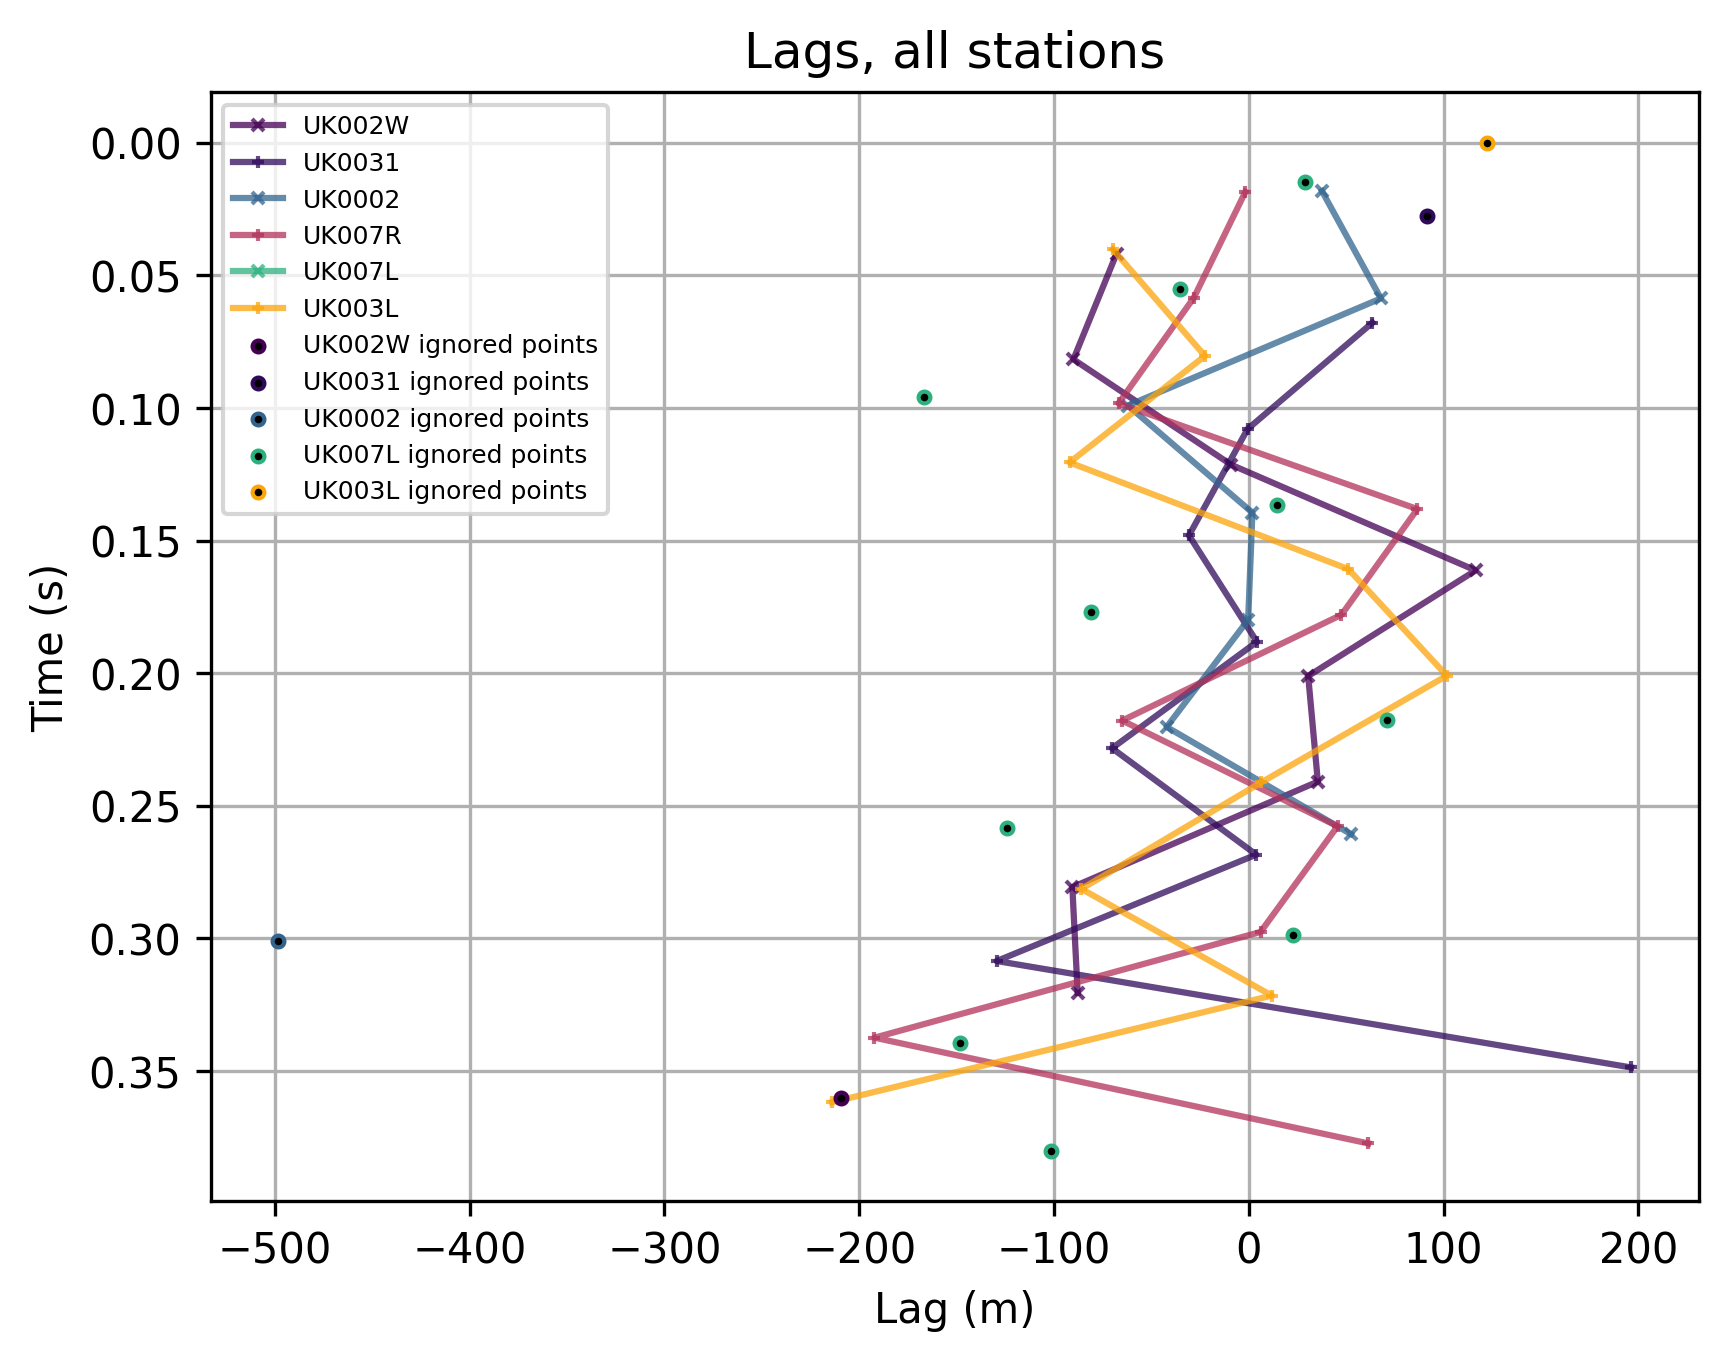 Lags, all stations
UK002W
UK0031
UK0002
UK007R
UK007L
UK003L
UK002W ignored points
UK0031 ignored points
UK0002 ignored points
UK007L ignored points
UK003L ignored points
0.00
0.05
0.10
0.15
0.20
0.25
0.30
0.35
Time (s)
−500 −400 −300 −200 −100 0 100 200
Lag (m)